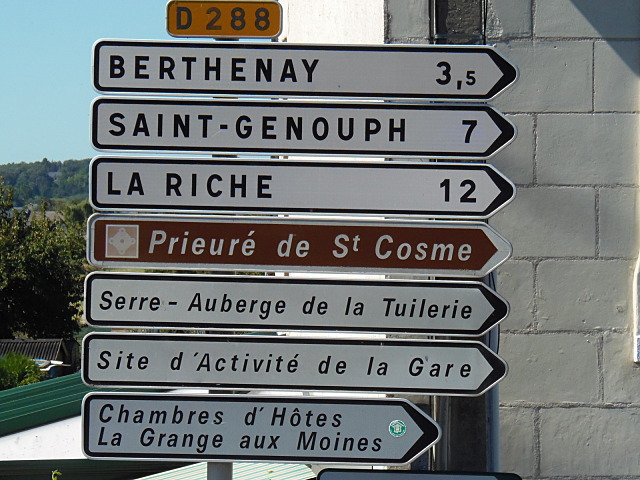 D 288
BERTHENAY 3,5
SAINT-GENOUPH 7
LA RICHE 12
Prieuré de St Cosme
Serre - Auberge de la Tuilerie
Site d'Activité de la Gare
Chambres d'Hôtes
La Grange aux Moines